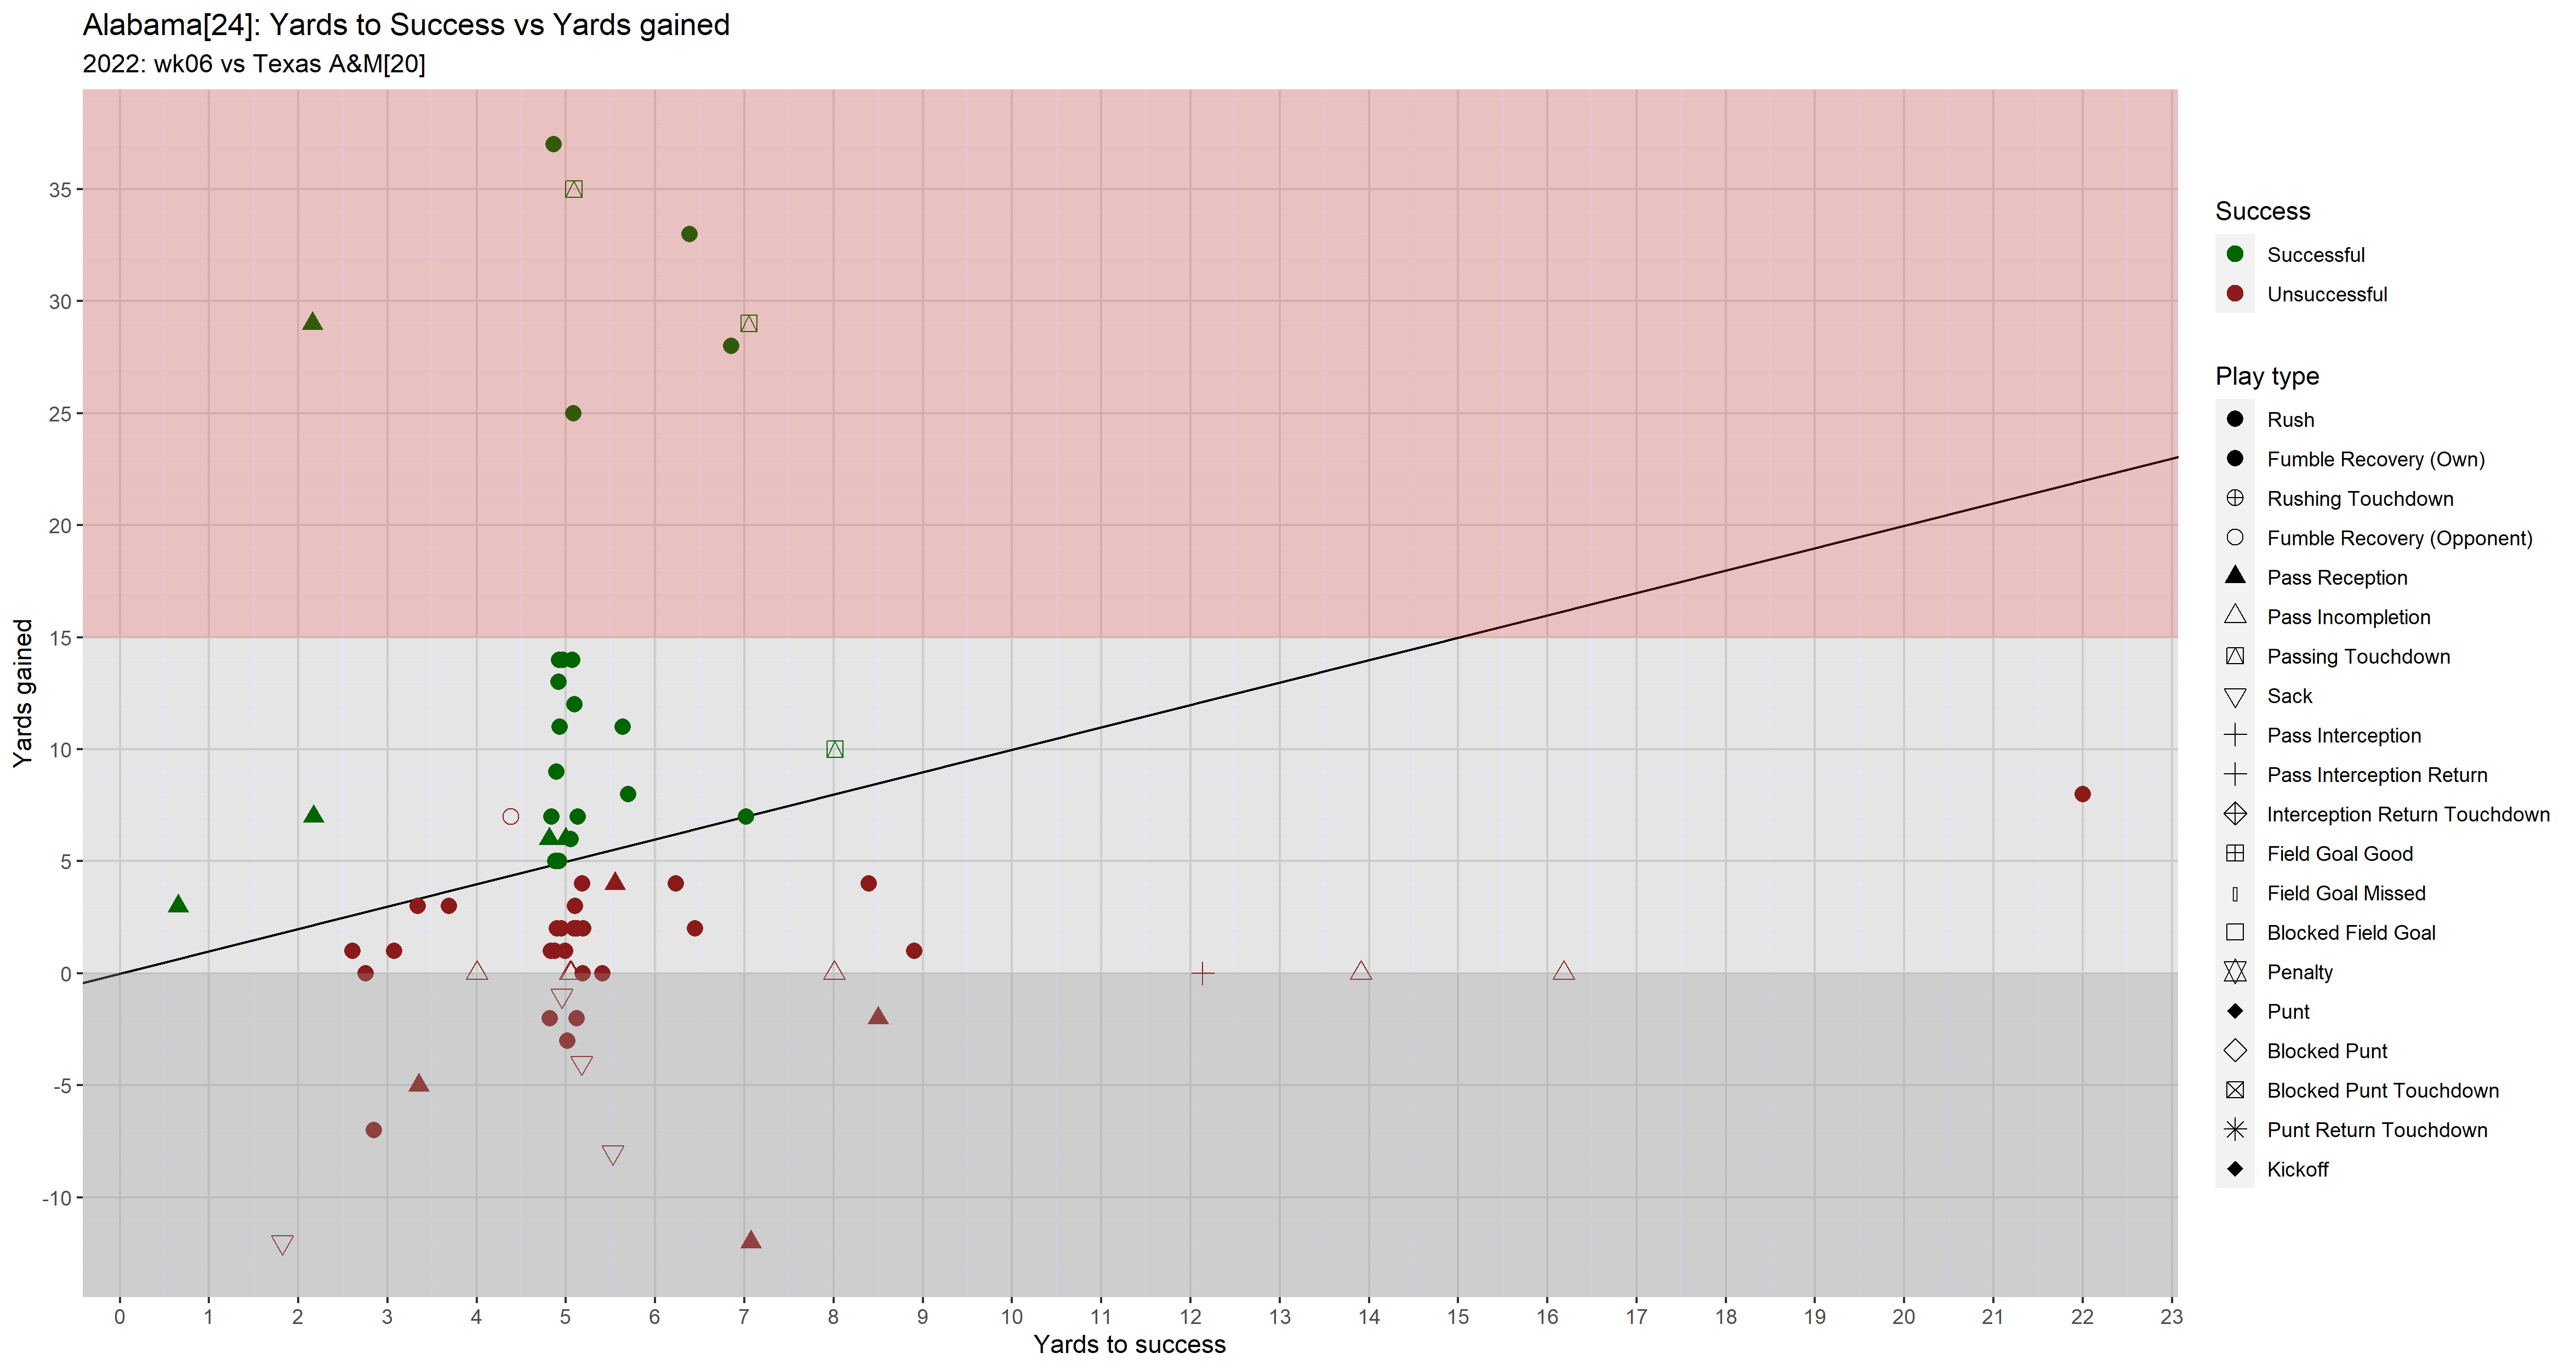 Alabama[24]: Yards to Success vs Yards gained
2022: wk06 vs Texas A&M[20]
Yards gained
35
30
25
20
15
10
5
0
-5
-10
0 1 2 3 4 5 6 7 8 9 10 11 12 13 14 15 16 17 18 19 20 21 22 23
Yards to success
Success
Successful
Unsuccessful
Play type
Rush
Fumble Recovery (Own)
Rushing Touchdown
Fumble Recovery (Opponent)
Pass Reception
Pass Incompletion
Passing Touchdown
Sack
Pass Interception
Pass Interception Return
Interception Return Touchdown
Field Goal Good
Field Goal Missed
Blocked Field Goal
Penalty
Punt
Blocked Punt
Blocked Punt Touchdown
Punt Return Touchdown
Kickoff